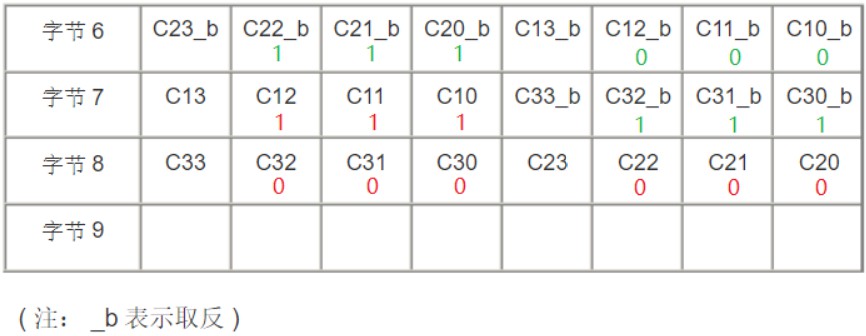 字节 6 C23_b C22_b C21_b C20_b C13_b C12_b C11_b C10_b
1 1 1 0 0 0
字节 7 C13 C12 C11 C10 C33_b C32_b C31_b C30_b
1 1 1 1 1 1
字节 8 C33 C32 C31 C30 C23 C22 C21 C20
0 0 0 0 0 0
字节 9
( 注： _b 表示取反 )